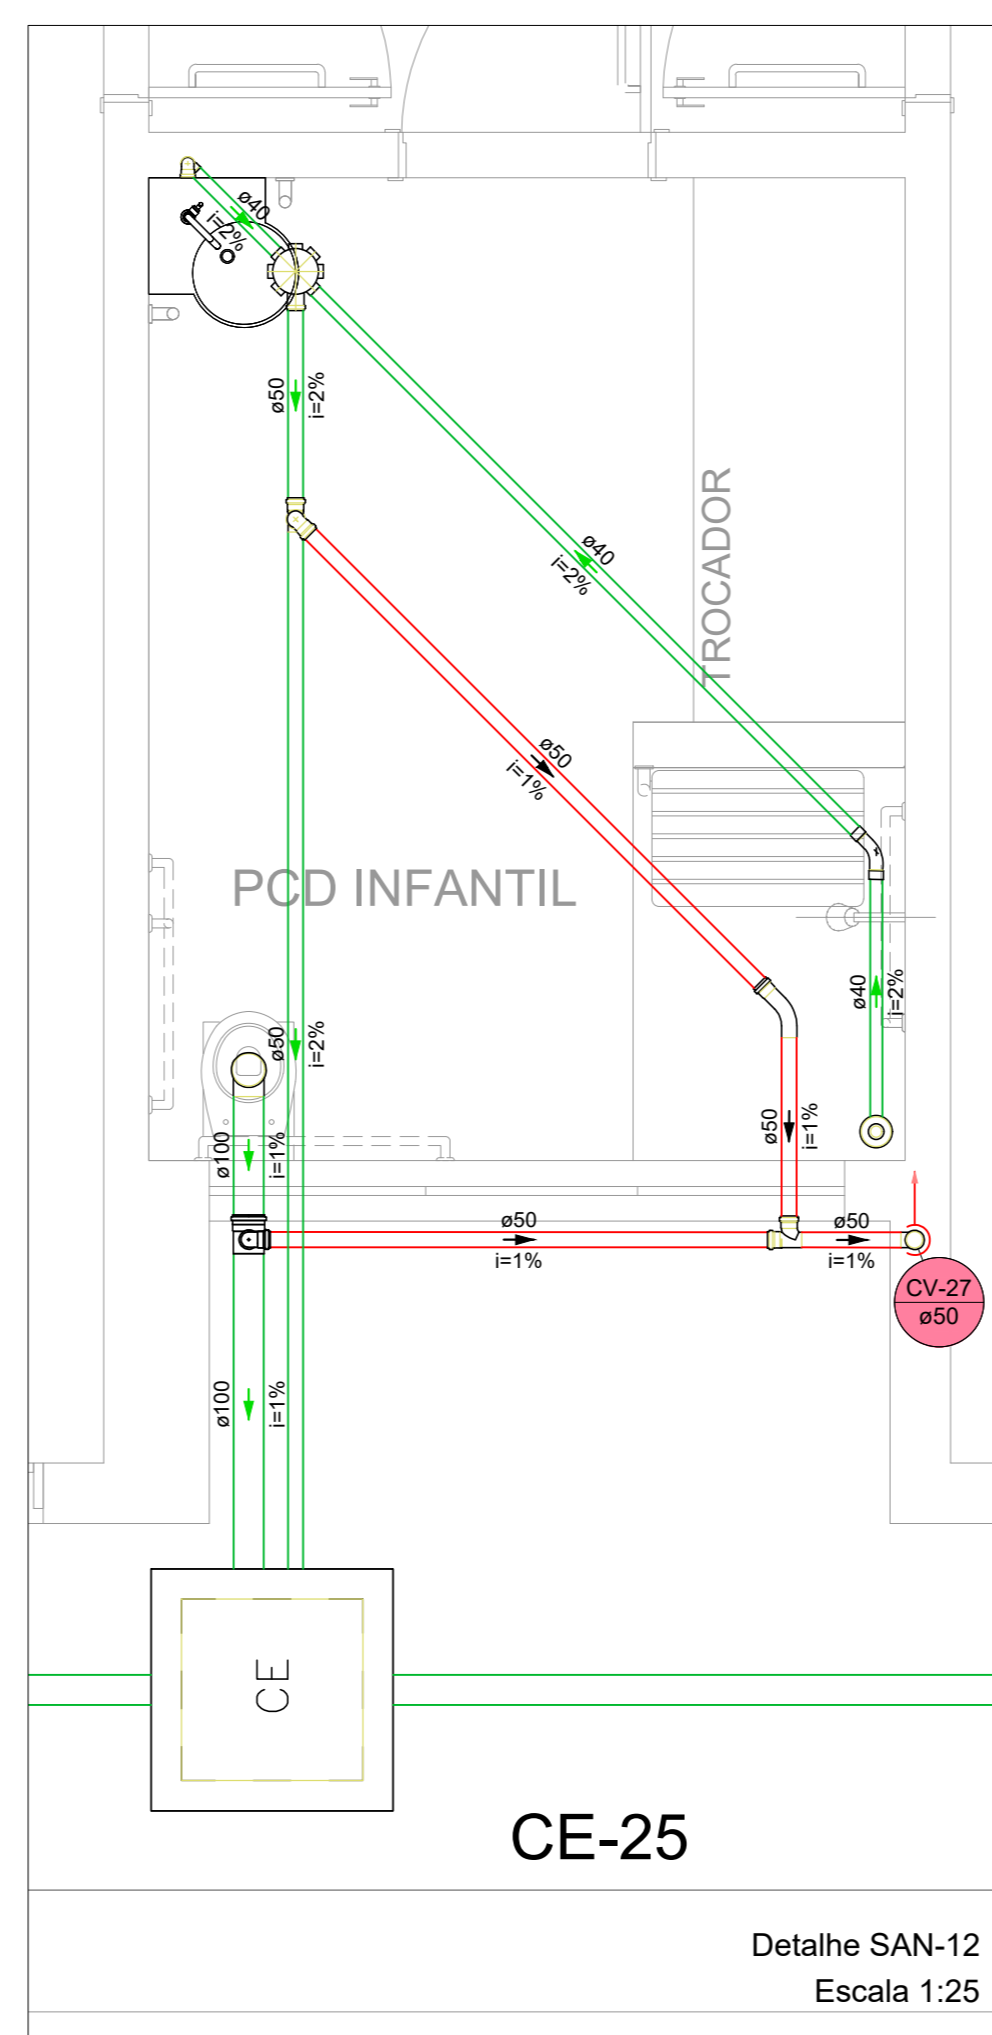 ø40
i=2%
ø50
i=2%
TROCADOR
ø40
i=2%
ø50
i=1%
PCD INFANTIL
ø40
i=2%
ø50
i=2%
ø50
i=1%
ø100
i=1%
ø50
i=1%
ø50
i=1%
CV-27
ø50
ø100
i=1%
CE
CE-25
Detalhe SAN-12
Escala 1:25